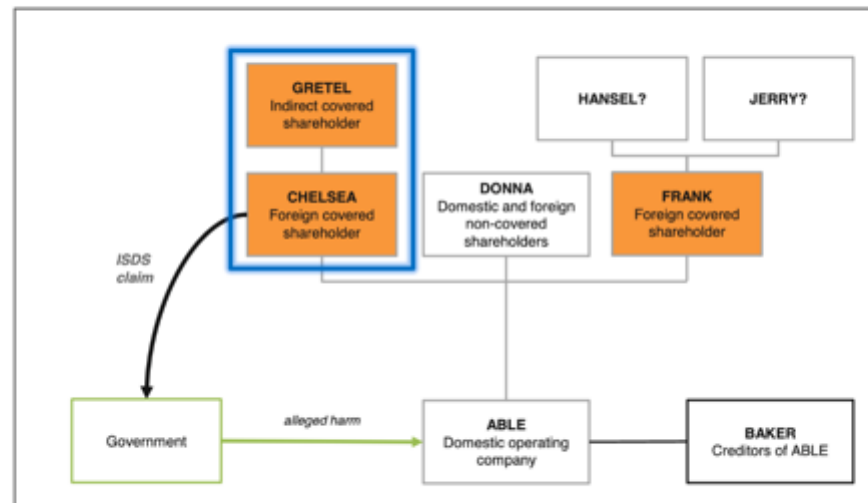 GRETEL
Indirect covered
shareholder
HANSEL?
JERRY?
CHELSEA
Foreign covered
shareholder
DONNA
Domestic and foreign
non-covered
shareholders
FRANK
Foreign covered
shareholder
ISDS
claim
Government
alleged harm
ABLE
Domestic operating
company
BAKER
Creditors of ABLE